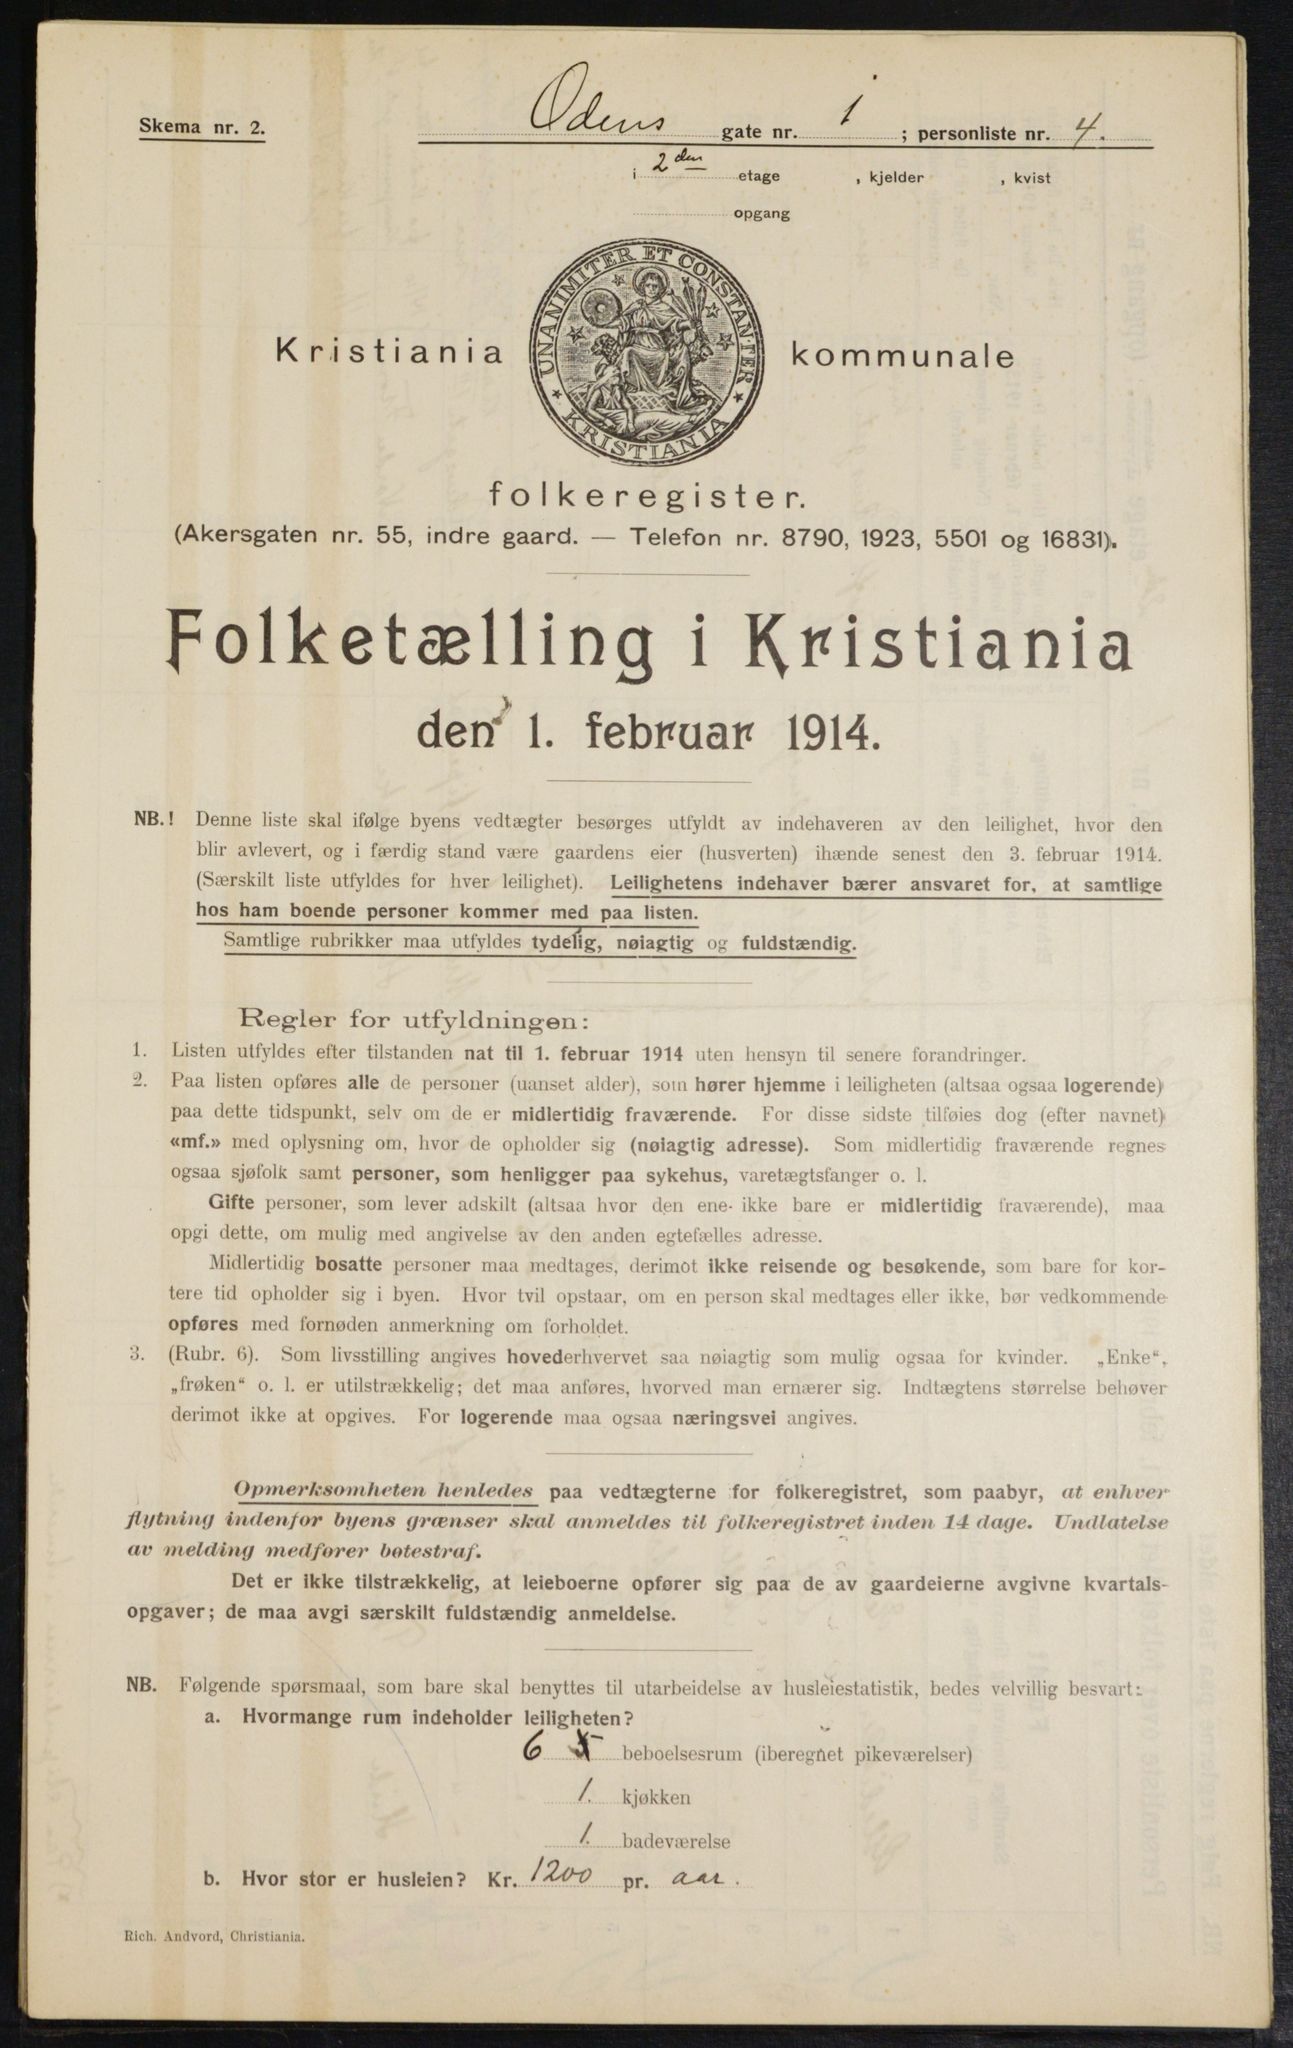 Skema nr. 2.
Odens gate nr. 1 ; personliste nr. 4.
i 2den etage , kjelder , kvist
opgang
UNANIMITER ET CONSTANTER
KRISTIANIA
Kristiania kommunale
folkeregister.
(Akersgaten nr. 55, indre gaard. — Telefon nr. 8790, 1923, 5501 og 16831).
Folketælling i Kristiania
den 1. februar 1914.
NB.! Denne liste skal ifølge byens vedtægter besørges utfyldt av indehaveren av den leilighet, hvor den
blir avlevert, og i færdig stand være gaardens eier (husverten) ihænde senest den 3. februar 1914.
(Særskilt liste utfyldes for hver leilighet). Leilighetens indehaver bærer ansvaret for, at samtlige
hos ham boende personer kommer med paa listen.
Samtlige rubrikker maa utfyldes tydelig, nøiagtig og fuldstændig.
Regler for utfyldningen:
1. Listen utfyldes efter tilstanden nat til 1. februar 1914 uten hensyn til senere forandringer.
2. Paa listen opføres alle de personer (uanset alder), som hører hjemme i leiligheten (altsaa ogsaa logerende)
paa dette tidspunkt, selv om de er midlertidig fraværende. For disse sidste tilføies dog (efter navnet)
«mf.» med oplysning om, hvor de opholder sig (nøiagtig adresse). Som midlertidig fraværende regnes
ogsaa sjøfolk samt personer, som henligger paa sykehus, varetægtsfanger o. l.
Gifte personer, som lever adskilt (altsaa hvor den ene ikke bare er midlertidig fraværende), maa
opgi dette, om mulig med angivelse av den anden egtefælles adresse.
Midlertidig bosatte personer maa medtages, derimot ikke reisende og besøkende, som bare for kor-
tere tid opholder sig i byen. Hvor tvil opstaar, om en person skal medtages eller ikke, bør vedkommende
opføres med fornøden anmerkning om forholdet.
3. (Rubr. 6). Som livsstilling angives hovederhvervet saa nøiagtig som mulig ogsaa for kvinder. „Enke“,
„frøken“ o. l. er utilstrækkelig; det maa anføres, hvorved man ernærer sig. Indtægtens størrelse behøver
derimot ikke at opgives. For logerende maa ogsaa næringsvei angives.
Opmerksomheten henledes paa vedtægterne for folkeregistret, som paabyr, at enhver
flytning indenfor byens grænser skal anmeldes til folkeregistret inden 14 dage. Undlatelse
av melding medfører bøtestraf.
Det er ikke tilstrækkelig, at leieboerne opfører sig paa de av gaardeierne avgivne kvartals-
opgaver; de maa avgi særskilt fuldstændig anmeldelse.
NB. Følgende spørsmaal, som bare skal benyttes til utarbeidelse av husleiestatistik, bedes velvillig besvart:
a. Hvormange rum indeholder leiligheten?
6 5 beboelsesrum (iberegnet pikeværelser)
1. kjøkken
1. badeværelse
b. Hvor stor er husleien? Kr. 1200 pr. aar.
Rich. Andvord, Christiania.